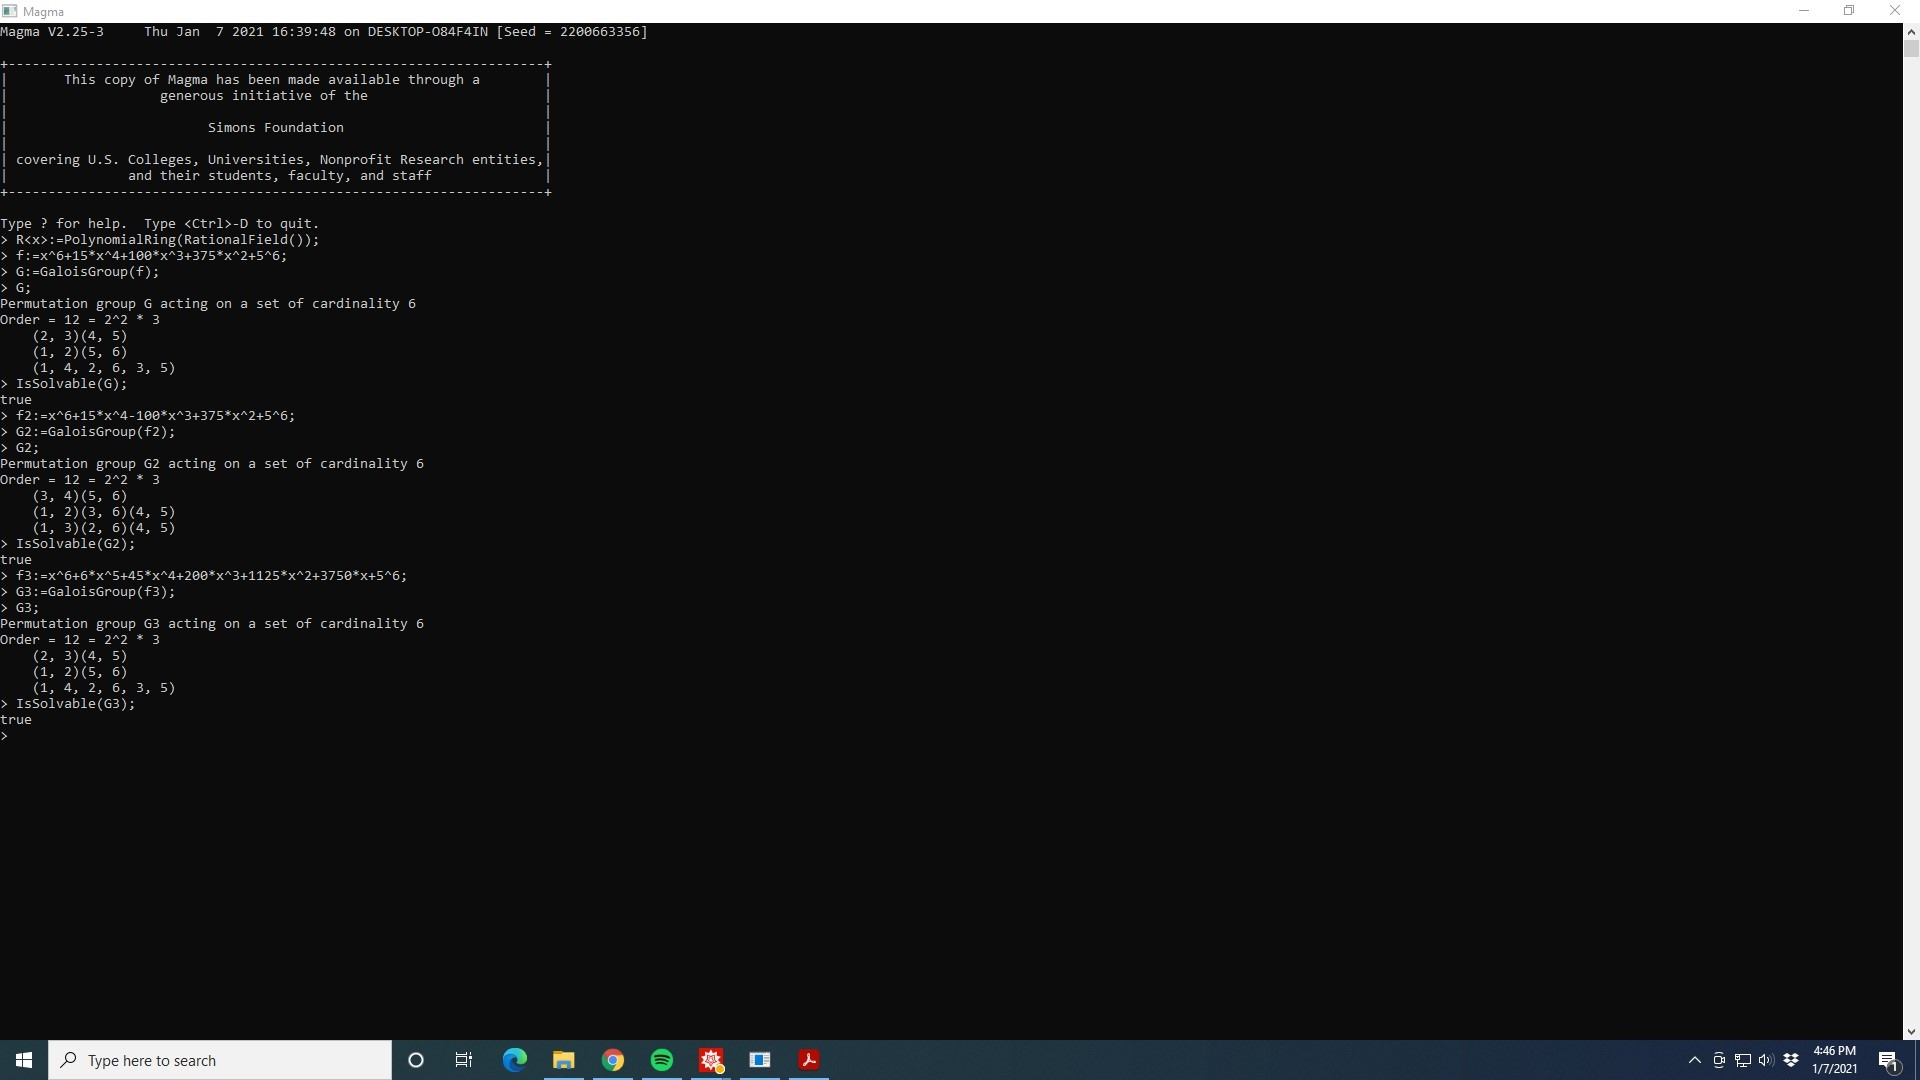 Magma
Magma V2.25-3     Thu Jan  7 2021 16:39:48 on DESKTOP-O84F4IN [Seed = 2200663356]
+-------------------------------------------------------------------+
|       This copy of Magma has been made available through a        |
|                   generous initiative of the                      |
|                                                                   |
|                         Simons Foundation                         |
|                                                                   |
| covering U.S. Colleges, Universities, Nonprofit Research entities,|
|               and their students, faculty, and staff              |
+-------------------------------------------------------------------+
Type ? for help.  Type <Ctrl>-D to quit.
> R<x>:=PolynomialRing(RationalField());
> f:=x^6+15*x^4+100*x^3+375*x^2+5^6;
> G:=GaloisGroup(f);
> G;
Permutation group G acting on a set of cardinality 6
Order = 12 = 2^2 * 3
    (2, 3)(4, 5)
    (1, 2)(5, 6)
    (1, 4, 2, 6, 3, 5)
> IsSolvable(G);
true
> f2:=x^6+15*x^4-100*x^3+375*x^2+5^6;
> G2:=GaloisGroup(f2);
> G2;
Permutation group G2 acting on a set of cardinality 6
Order = 12 = 2^2 * 3
    (3, 4)(5, 6)
    (1, 2)(3, 6)(4, 5)
    (1, 3)(2, 6)(4, 5)
> IsSolvable(G2);
true
> f3:=x^6+6*x^5+45*x^4+200*x^3+1125*x^2+3750*x+5^6;
> G3:=GaloisGroup(f3);
> G3;
Permutation group G3 acting on a set of cardinality 6
Order = 12 = 2^2 * 3
    (2, 3)(4, 5)
    (1, 2)(5, 6)
    (1, 4, 2, 6, 3, 5)
> IsSolvable(G3);
true
>
Type here to search
4:46 PM
1/7/2021
1